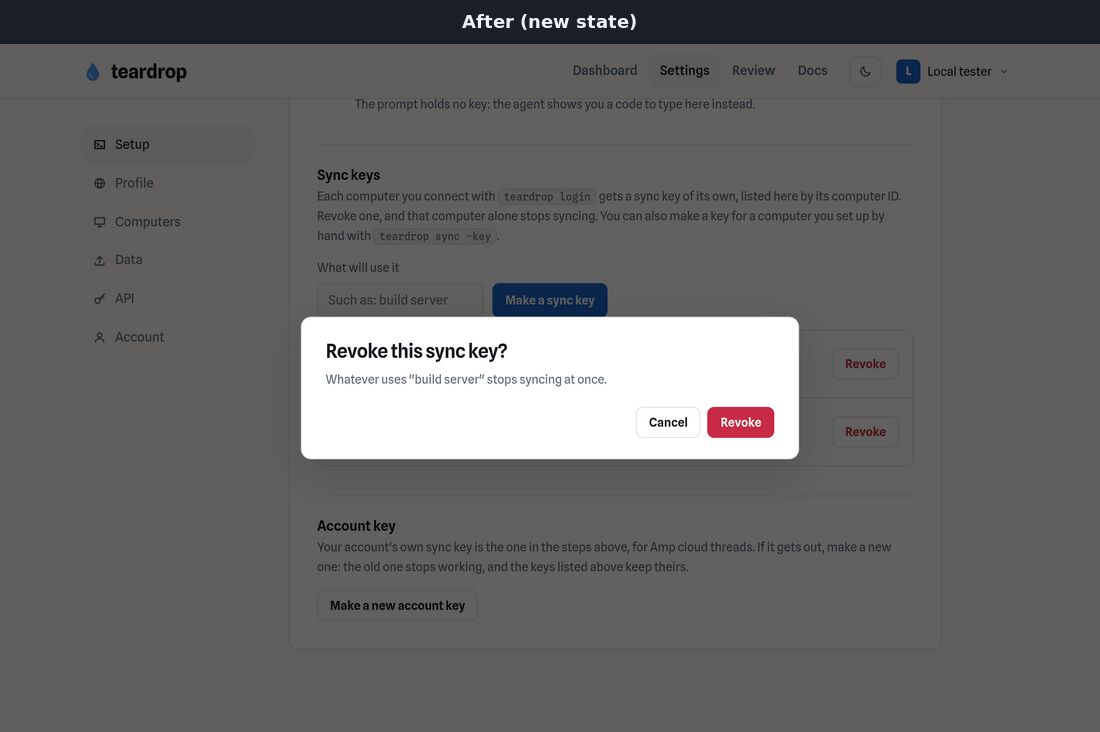 After (new state)
teardrop
Dashboard Settings Review Docs L Local tester
The prompt holds no key: the agent shows you a code to type here instead.
Setup
Profile
Computers
Data
API
Account
Sync keys
Each computer you connect with teardrop login gets a sync key of its own, listed here by its computer ID.
Revoke one, and that computer alone stops syncing. You can also make a key for a computer you set up by
hand with teardrop sync -key.
What will use it
Such as: build server Make a sync key
Revoke this sync key?
Whatever uses "build server" stops syncing at once.
Cancel Revoke
Revoke
Revoke
Account key
Your account's own sync key is the one in the steps above, for Amp cloud threads. If it gets out, make a new
one: the old one stops working, and the keys listed above keep theirs.
Make a new account key